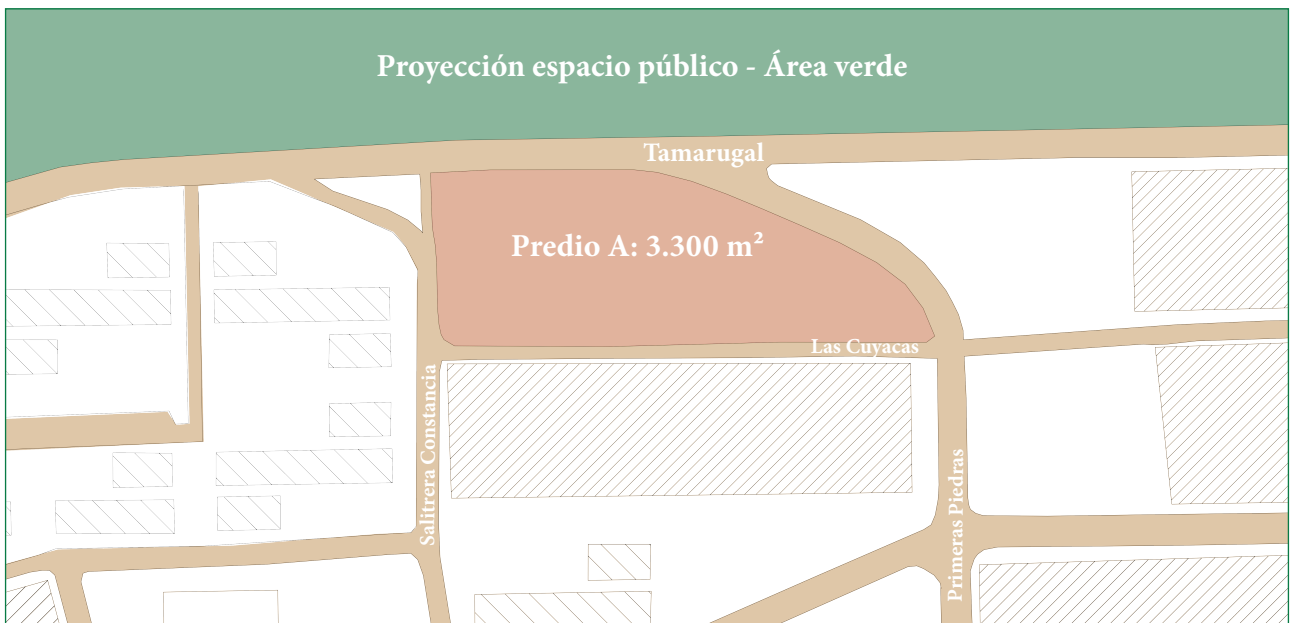 Proyección espacio público - Área verde
Tamarugal
Predio A: 3.300 m²
Las Cuyacas
Salitrera Constancia
Primeras Piedras